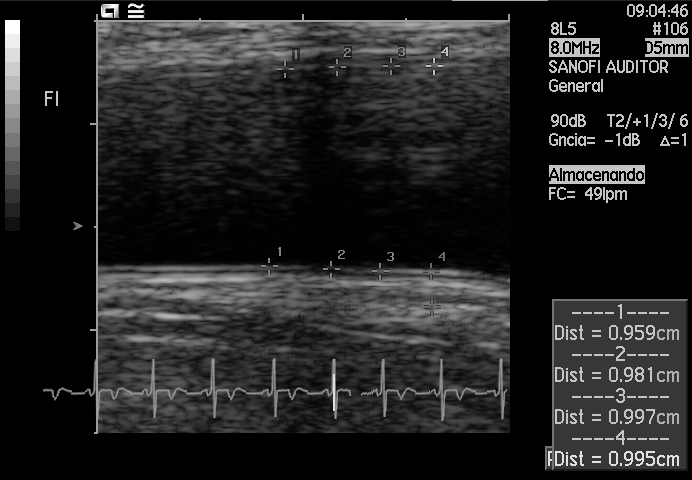 09:04:46
8L5 #106
8.0MHz D5mm
SANOFI AUDITOR
General
FI
90dB T2/+1/3/ 6
Gncia= -1dB Δ=1
Almacenando
FC= 49lpm
1 2 3 4
1 2 3 4
----1----
Dist = 0.959cm
----2----
Dist = 0.981cm
----3----
Dist = 0.997cm
----4----
Dist = 0.995cm